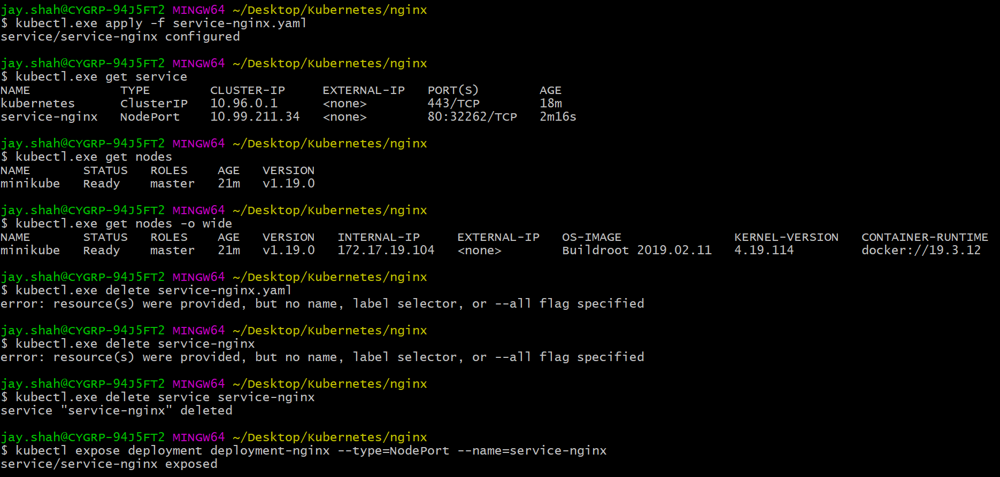 jay.shah@CYGRP-94J5FT2 MINGW64 ~/Desktop/Kubernetes/nginx
$ kubectl.exe apply -f service-nginx.yaml
service/service-nginx configured
jay.shah@CYGRP-94J5FT2 MINGW64 ~/Desktop/Kubernetes/nginx
$ kubectl.exe get service
NAME            TYPE        CLUSTER-IP     EXTERNAL-IP   PORT(S)        AGE
kubernetes      ClusterIP   10.96.0.1      <none>        443/TCP        18m
service-nginx   NodePort    10.99.211.34   <none>        80:32262/TCP   2m16s
jay.shah@CYGRP-94J5FT2 MINGW64 ~/Desktop/Kubernetes/nginx
$ kubectl.exe get nodes
NAME       STATUS   ROLES    AGE   VERSION
minikube   Ready    master   21m   v1.19.0
jay.shah@CYGRP-94J5FT2 MINGW64 ~/Desktop/Kubernetes/nginx
$ kubectl.exe get nodes -o wide
NAME       STATUS   ROLES    AGE   VERSION   INTERNAL-IP     EXTERNAL-IP   OS-IMAGE               KERNEL-VERSION   CONTAINER-RUNTIME
minikube   Ready    master   21m   v1.19.0   172.17.19.104   <none>        Buildroot 2019.02.11   4.19.114         docker://19.3.12
jay.shah@CYGRP-94J5FT2 MINGW64 ~/Desktop/Kubernetes/nginx
$ kubectl.exe delete service-nginx.yaml
error: resource(s) were provided, but no name, label selector, or --all flag specified
jay.shah@CYGRP-94J5FT2 MINGW64 ~/Desktop/Kubernetes/nginx
$ kubectl.exe delete service-nginx
error: resource(s) were provided, but no name, label selector, or --all flag specified
jay.shah@CYGRP-94J5FT2 MINGW64 ~/Desktop/Kubernetes/nginx
$ kubectl.exe delete service service-nginx
service "service-nginx" deleted
jay.shah@CYGRP-94J5FT2 MINGW64 ~/Desktop/Kubernetes/nginx
$ kubectl expose deployment deployment-nginx --type=NodePort --name=service-nginx
service/service-nginx exposed